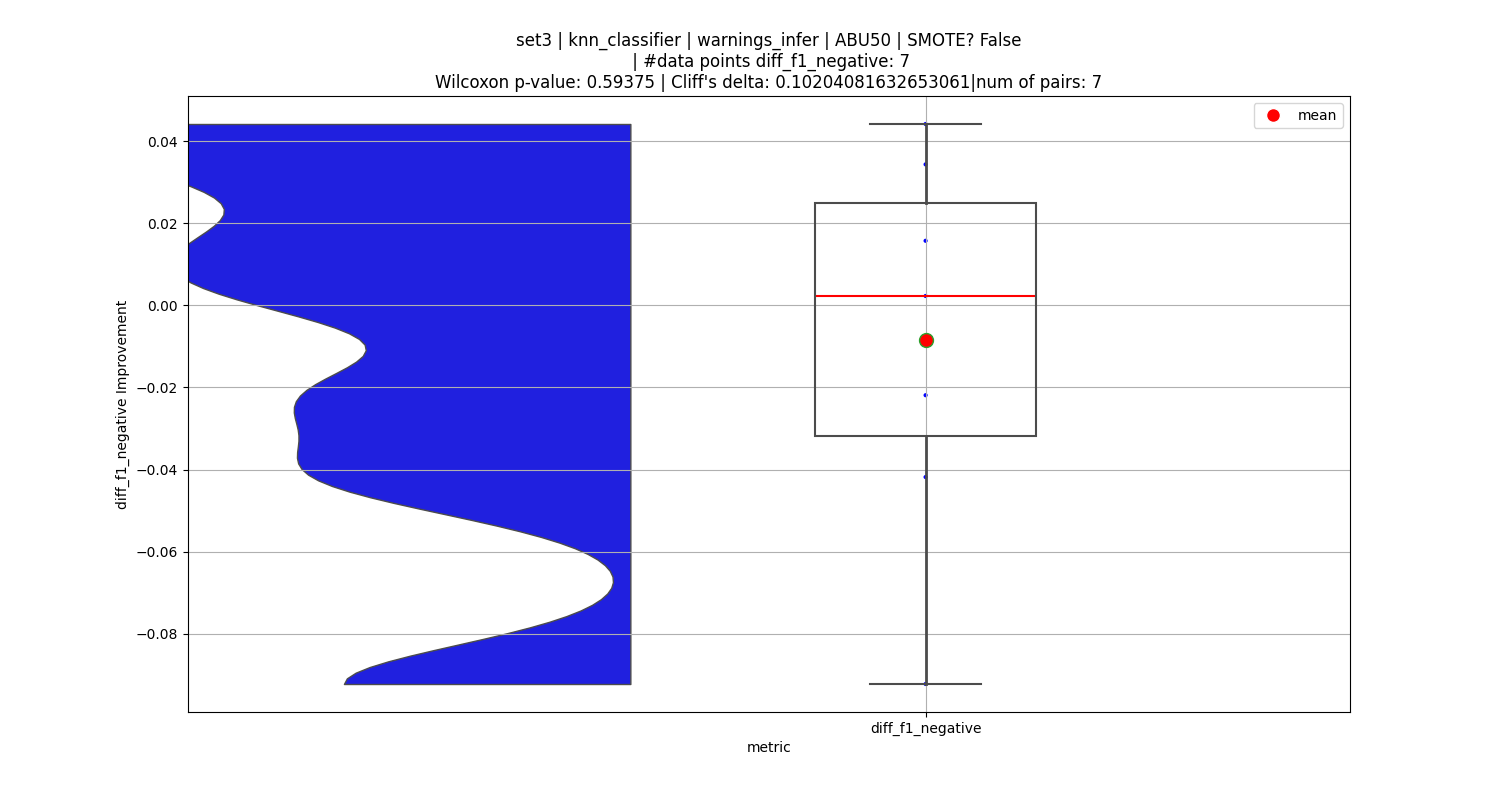 set3 | knn_classifier | warnings_infer | ABU50 | SMOTE? False
| #data points diff_f1_negative: 7
Wilcoxon p-value: 0.59375 | Cliff's delta: 0.10204081632653061|num of pairs: 7
mean
0.04
0.02
0.00
−0.02
−0.04
−0.06
−0.08
diff_f1_negative Improvement
diff_f1_negative
metric